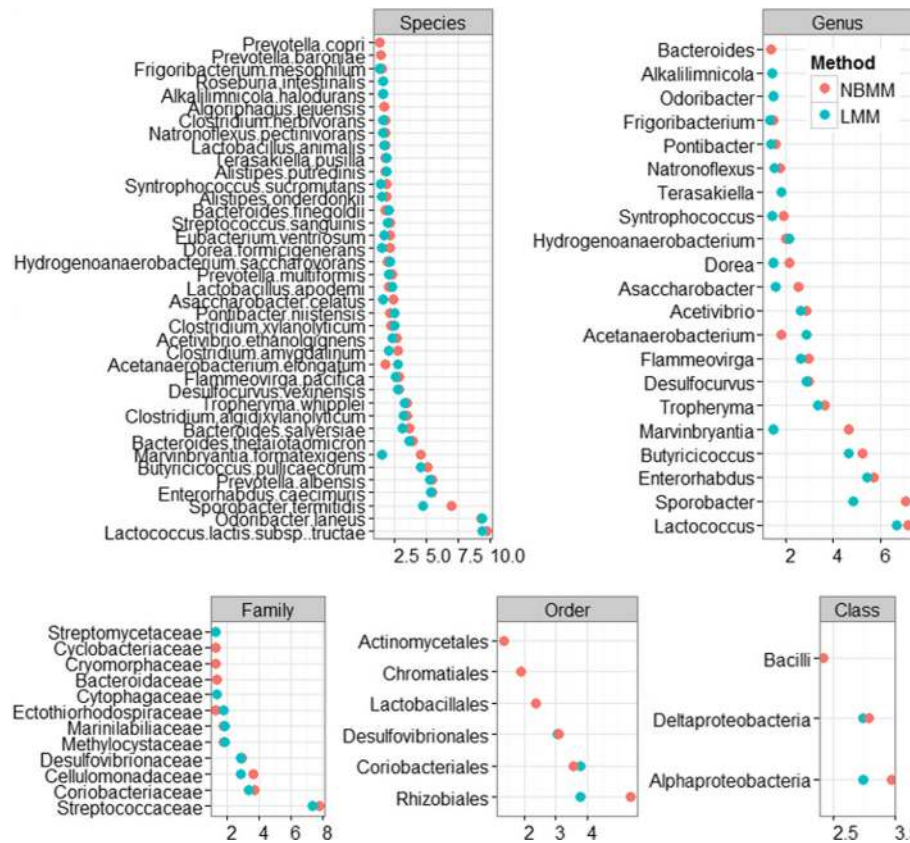 Species
Prevotella.copri
Prevotella.baroniae
Frigoribacterium.mesophilum
Roseburia.intestinalis
Alkalilimnicola.halodurans
Algoriphagus.jejuensis
Clostridium.herbivorans
Natronoflexus.pectinivorans
Lactobacillus.animalis
Terasakiella.pusilla
Alistipes.putredinis
Syntrophococcus.sucromutans
Alistipes.onderdonkii
Bacteroides.finegoldii
Streptococcus.sanguinis
Eubacterium.ventriosum
Dorea.formicigenerans
Hydrogenoanaerobacterium.saccharovorans
Prevotella.multiformis
Lactobacillus.apodemi
Asaccharobacter.celatus
Pontibacter.niistensis
Clostridium.xylanolyticum
Acetivibrio.ethanolgignens
Clostridium.amygdalinum
Acetanaerobacterium.elongatum
Flammeovirga.pacifica
Desulfocurvus.vexinensis
Tropheryma.whipplei
Clostridium.algidixylanolyticum
Bacteroides.salyersiae
Bacteroides.thetaiotaomicron
Marvinbryantia.formatexigens
Butyricicoccus.pullicaecorum
Prevotella.albensis
Enterorhabdus.caecimuris
Sporobacter.termitidis
Odoribacter.laneus
Lactococcus.lactis.subsp..tructae
2.5 5.0 7.5 10.0
Genus
Bacteroides
Alkalilimnicola
Odoribacter
Frigoribacterium
Pontibacter
Natronoflexus
Terasakiella
Syntrophococcus
Hydrogenoanaerobacterium
Dorea
Asaccharobacter
Acetivibrio
Acetanaerobacterium
Flammeovirga
Desulfocurvus
Tropheryma
Marvinbryantia
Butyricicoccus
Enterorhabdus
Sporobacter
Lactococcus
2 4 6
Method
NBMM
LMM
Family
Streptomycetaceae
Cyclobacteriaceae
Cryomorphaceae
Bacteroidaceae
Cytophagaceae
Ectothiorhodospiraceae
Marinilabiliaceae
Methylocystaceae
Desulfovibrionaceae
Cellulomonadaceae
Coriobacteriaceae
Streptococcaceae
2 4 6 8
Order
Actinomycetales
Chromatiales
Lactobacillales
Desulfovibrionales
Coriobacteriales
Rhizobiales
2 3 4
Class
Bacilli
Deltaproteobacteria
Alphaproteobacteria
2.5